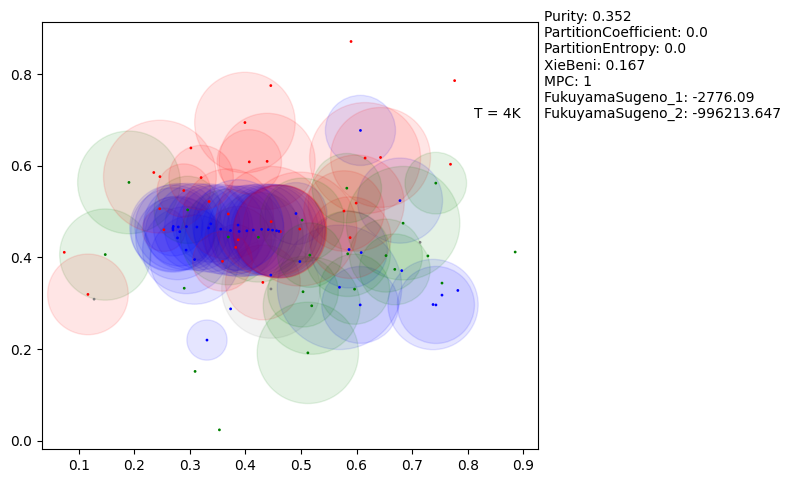 Purity: 0.352
PartitionCoefficient: 0.0
PartitionEntropy: 0.0
XieBeni: 0.167
MPC: 1
FukuyamaSugeno_1: -2776.09
FukuyamaSugeno_2: -996213.647
T = 4K
0.8
0.6
0.4
0.2
0.0
0.1 0.2 0.3 0.4 0.5 0.6 0.7 0.8 0.9